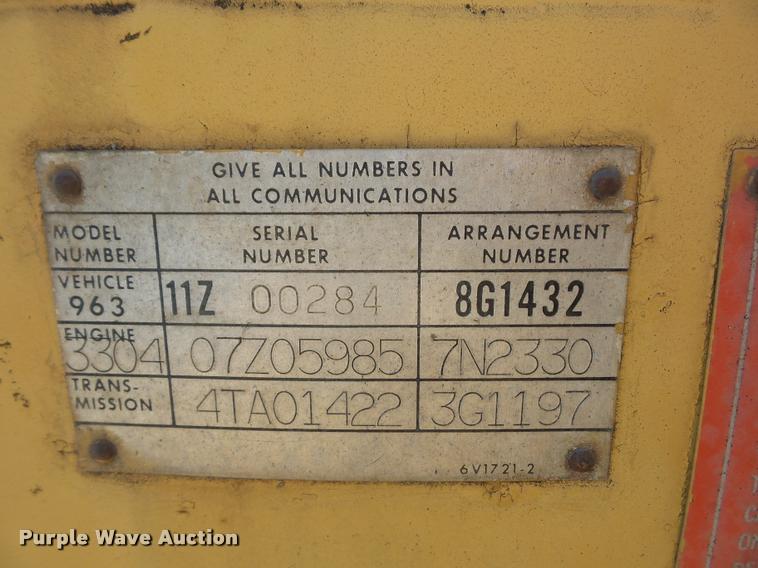 GIVE ALL NUMBERS IN
ALL COMMUNICATIONS
MODEL NUMBER SERIAL NUMBER ARRANGEMENT NUMBER
VEHICLE 963 11Z 00284 8G1432
ENGINE 3304 07Z05985 7N2330
TRANS-MISSION 4TA01422 3G1197
6V1721-2
Purple Wave Auction